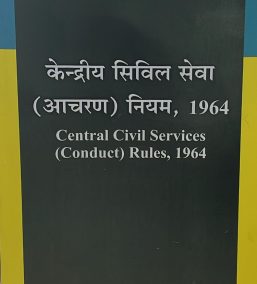 केन्द्रीय सिविल सेवा
(आचरण) नियम, 1964
Central Civil Services
(Conduct) Rules, 1964